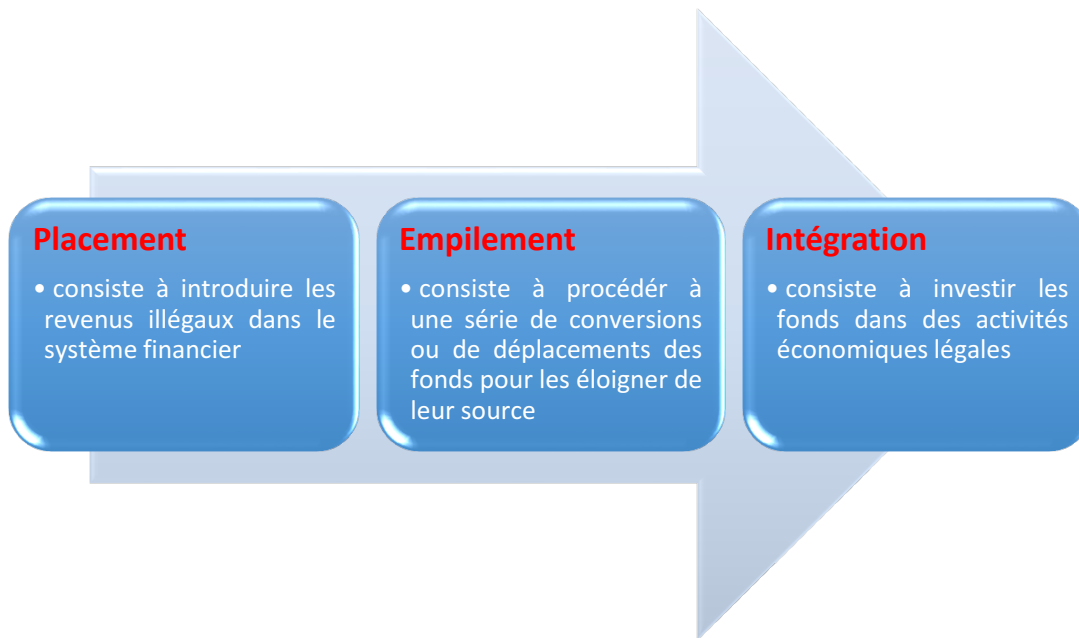 Placement
• consiste à introduire les
revenus illégaux dans le
système financier
Empilement
• consiste à procédér à
une série de conversions
ou de déplacements des
fonds pour les éloigner de
leur source
Intégration
• consiste à investir les
fonds dans des activités
économiques légales